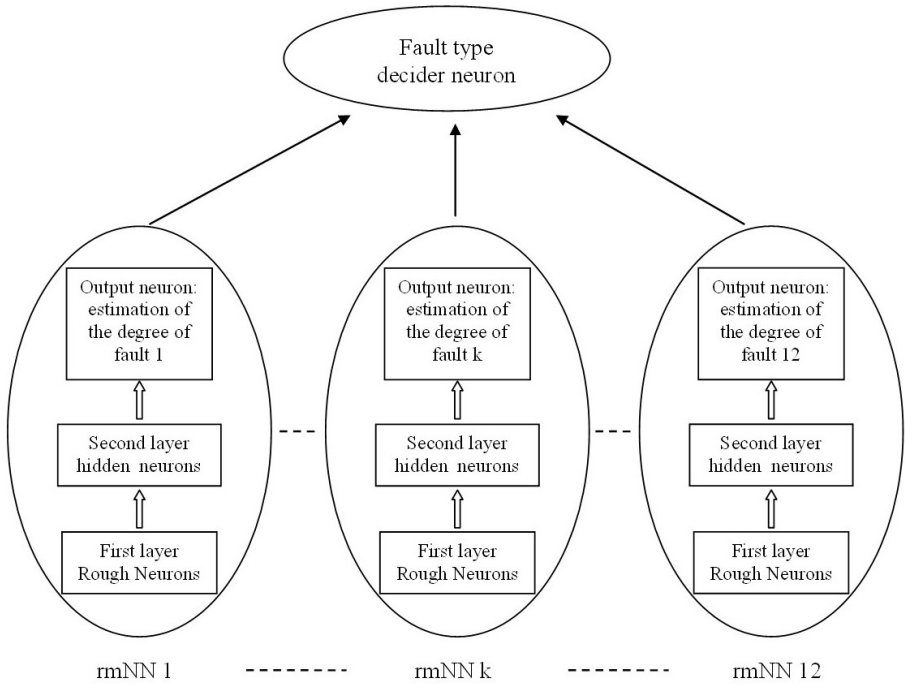 Fault type
decider neuron
Output neuron:
estimation of
the degree of
fault 1
Second layer
hidden neurons
First layer
Rough Neurons
rmNN 1
Output neuron:
estimation of
the degree of
fault k
Second layer
hidden neurons
First layer
Rough Neurons
rmNN k
Output neuron:
estimation of
the degree of
fault 12
Second layer
hidden neurons
First layer
Rough Neurons
rmNN 12